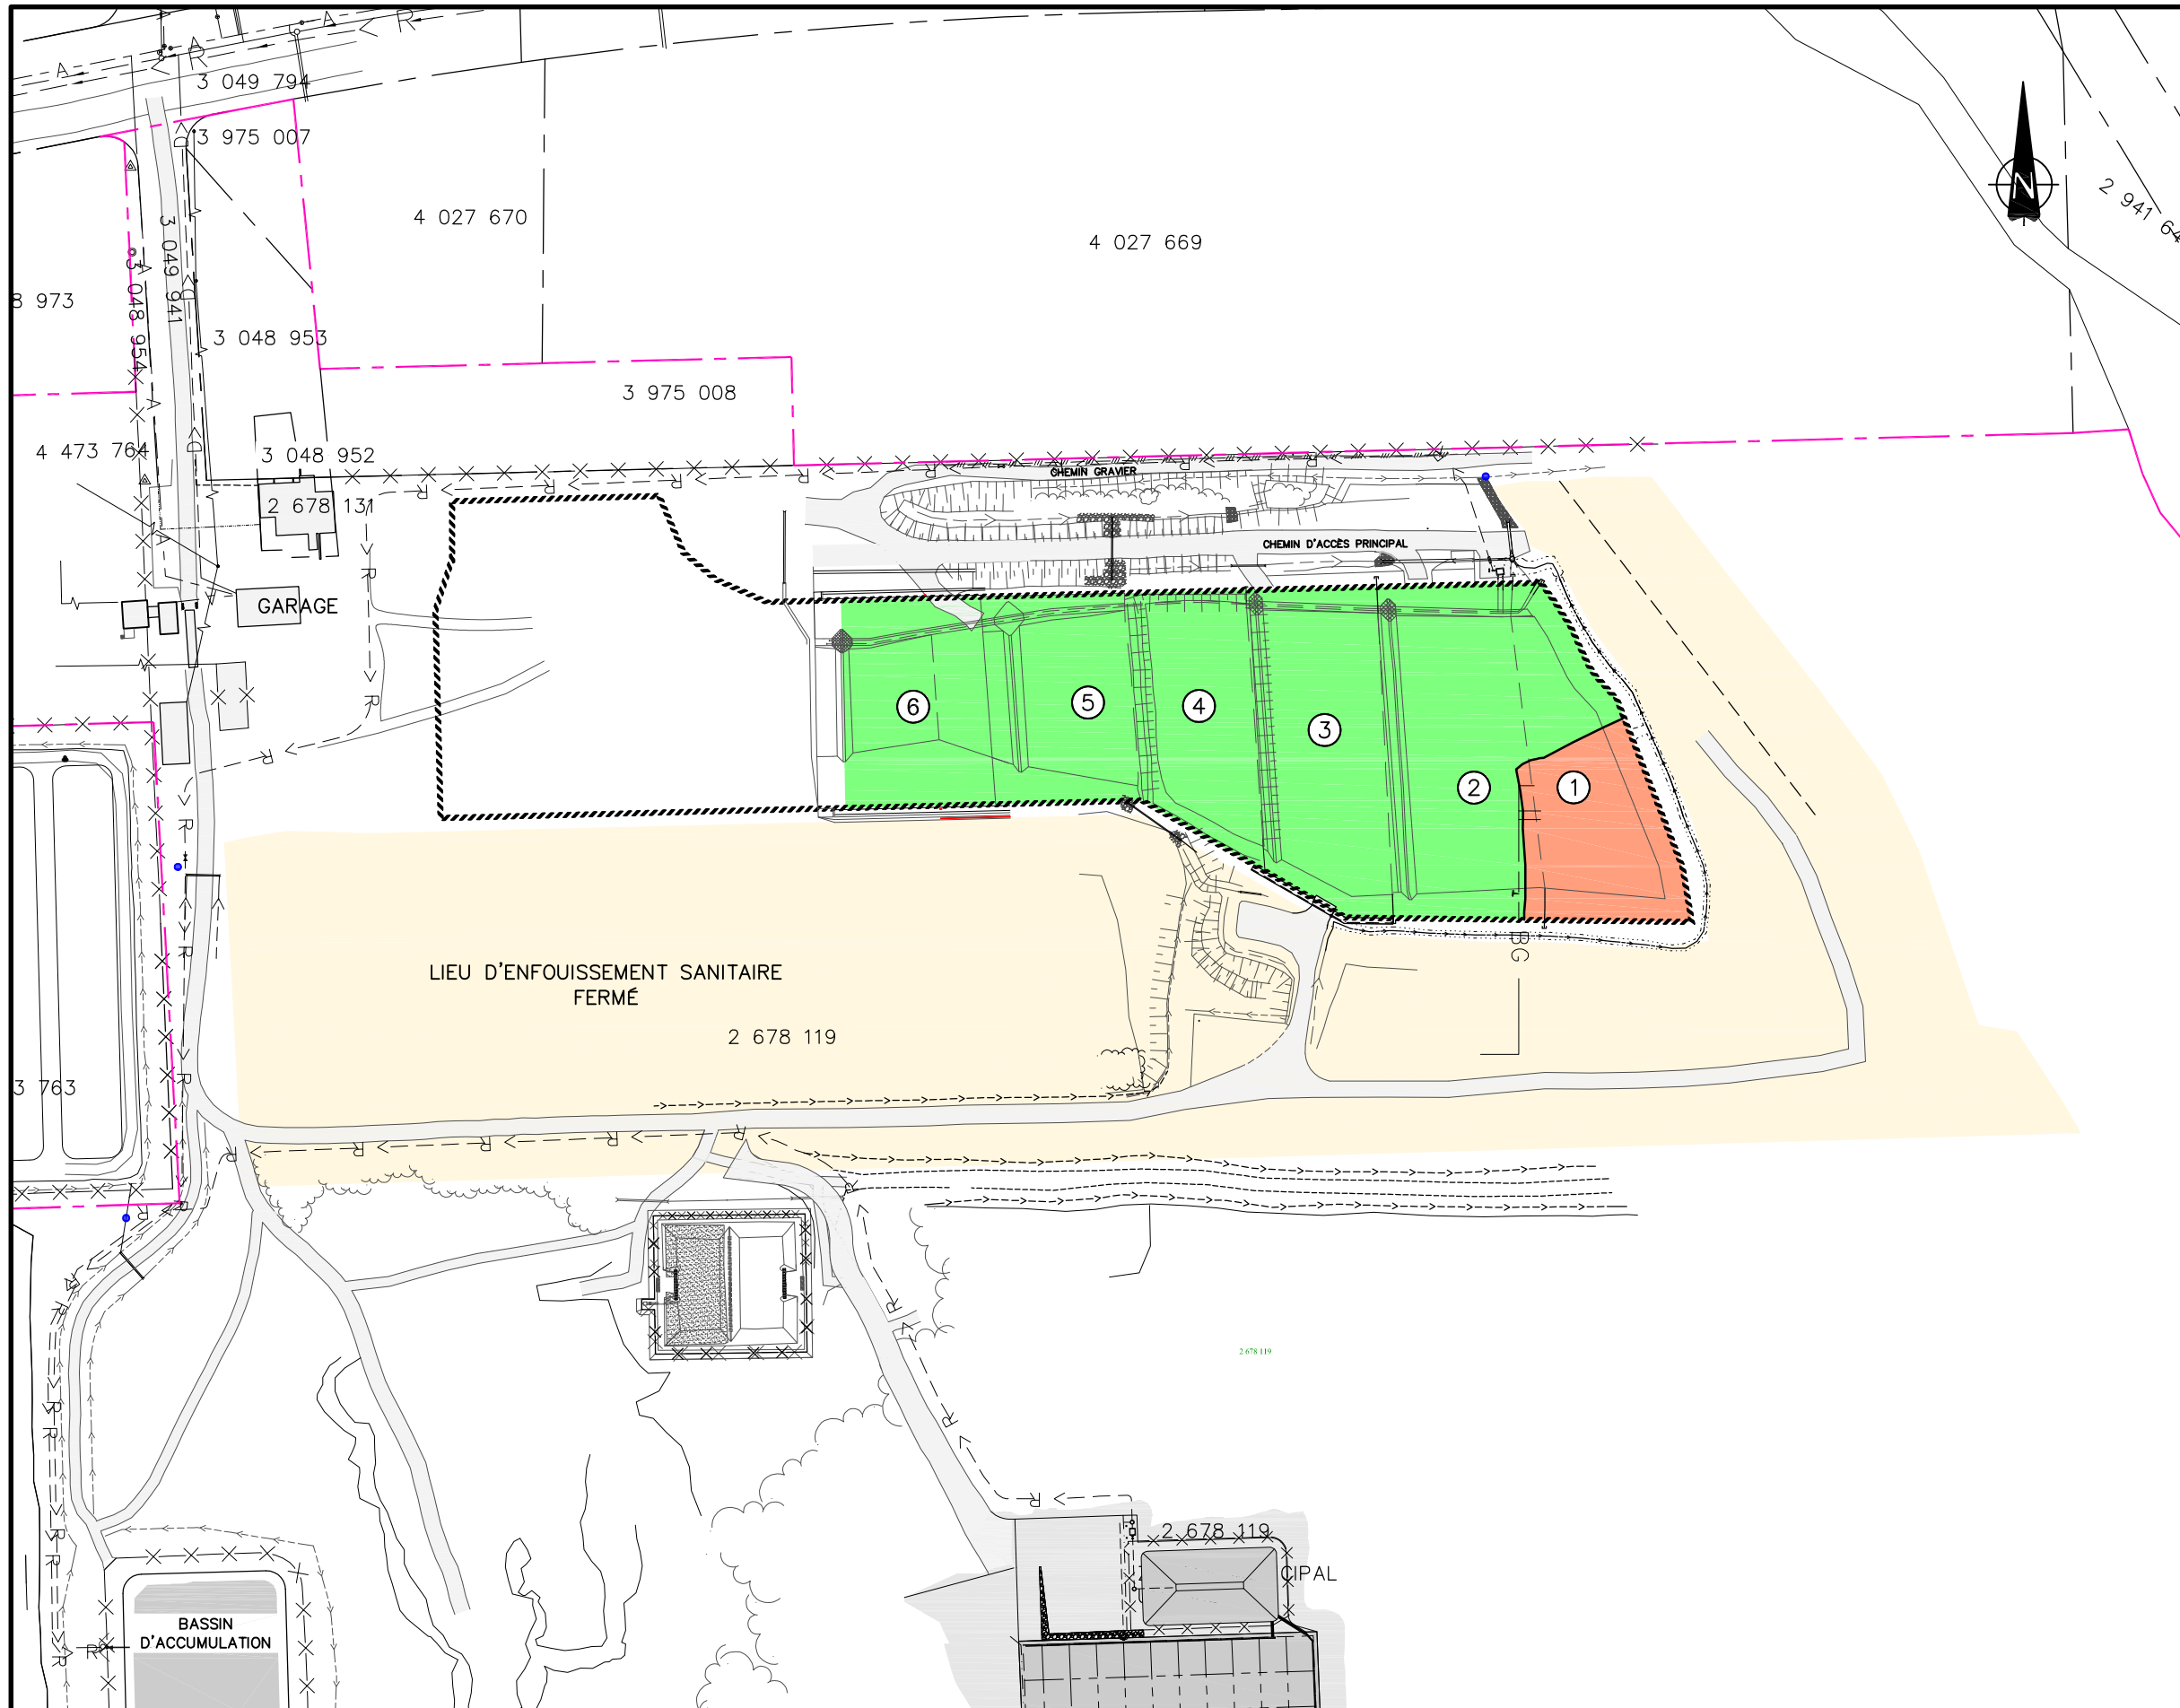 3 049 794
3 975 007
N
2 941 64
4 027 670
4 027 669
3 049 941
3 048 954
8 973
3 048 953
3 975 008
4 473 764
3 048 952
CHEMIN GRAVIER
2 678 131
CHEMIN D'ACCÈS PRINCIPAL
GARAGE
6
5
4
3
2
1
BG
LIEU D'ENFOUISSEMENT SANITAIRE
FERMÉ
2 678 119
3 763
2 678 119
2 678 119
CIPAL
BASSIN
D'ACCUMULATION